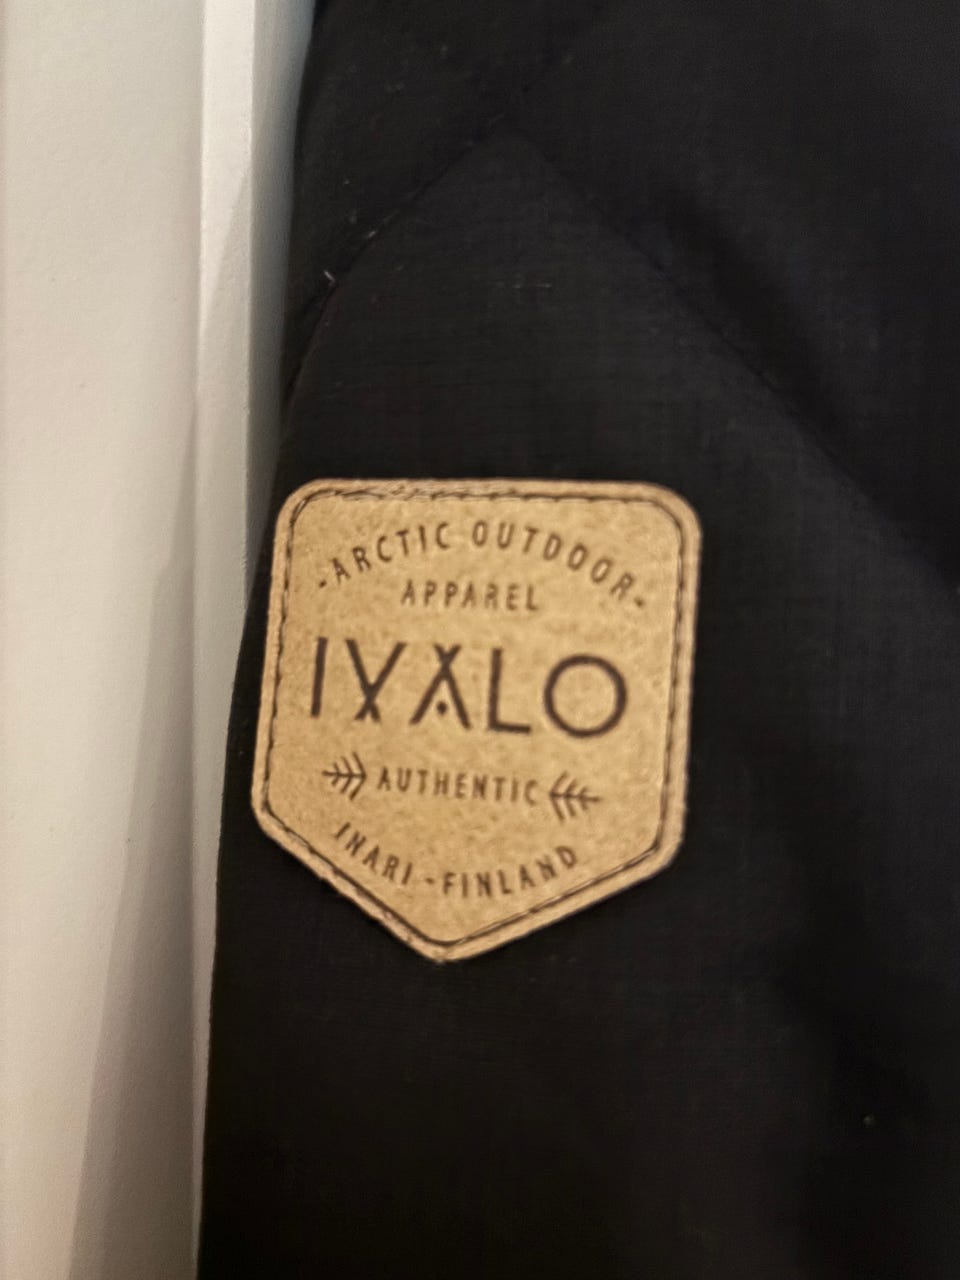 -ARCTIC OUTDOOR-
APPAREL
IVALO
AUTHENTIC
INARI-FINLAND